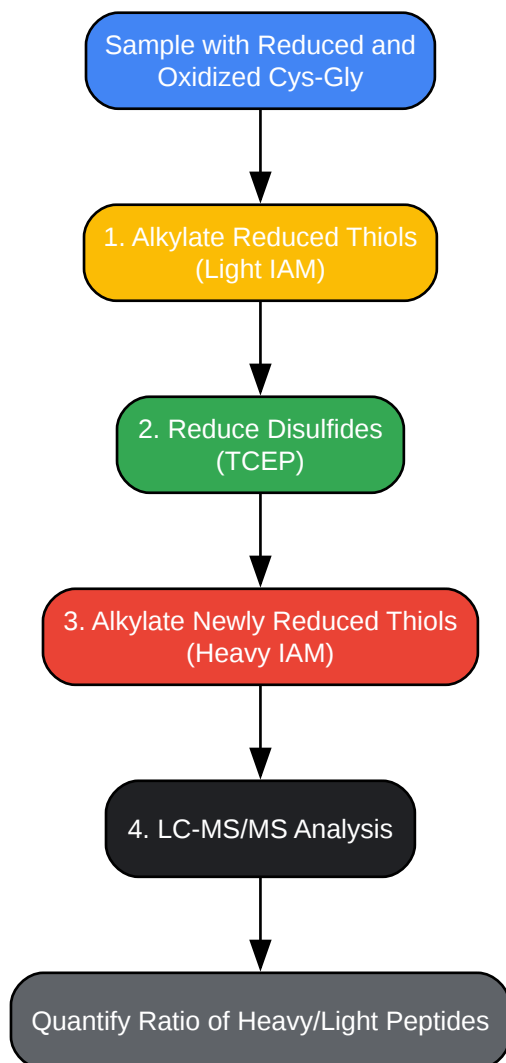 Sample with Reduced and
Oxidized Cys-Gly
1. Alkylate Reduced Thiols
(Light IAM)
2. Reduce Disulfides
(TCEP)
3. Alkylate Newly Reduced Thiols
(Heavy IAM)
4. LC-MS/MS Analysis
Quantify Ratio of Heavy/Light Peptides